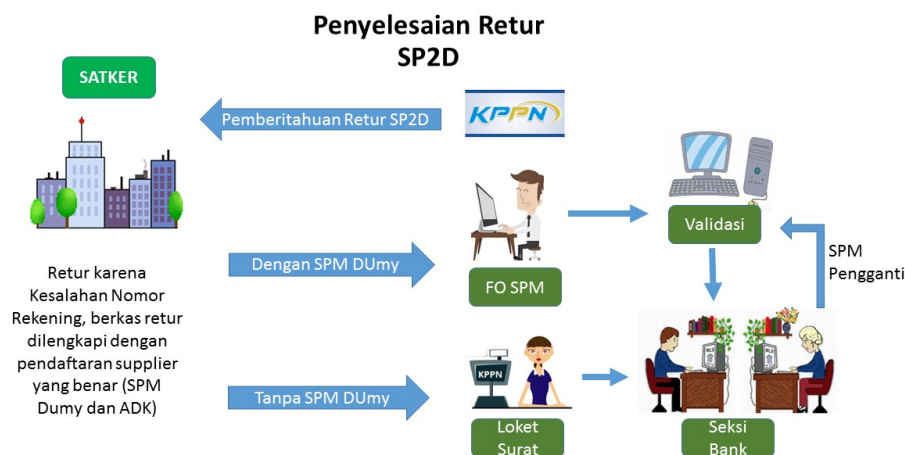 Penyelesaian Retur
SP2D
SATKER
Pemberitahuan Retur SP2D
KPPN
Validasi
SPM
Pengganti
Dengan SPM DUmy
FO SPM
Retur karena
Kesalahan Nomor
Rekening, berkas retur
dilengkapi dengan
pendaftaran supplier
yang benar (SPM
Dumy dan ADK)
Tanpa SPM DUmy
KPPN
Loket
Surat
Seksi
Bank